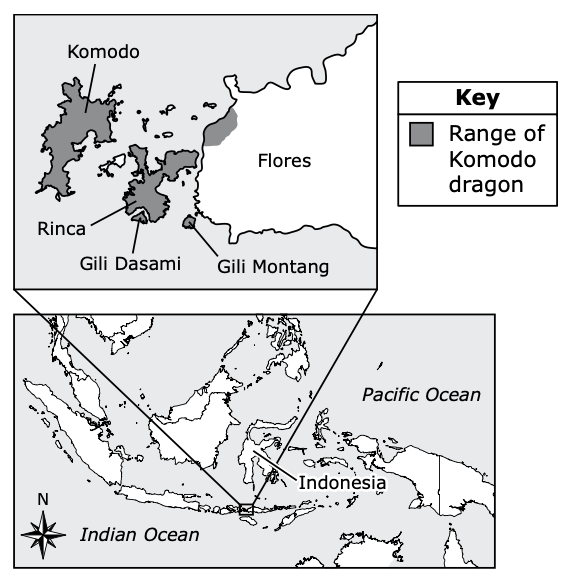 Komodo
Flores
Rinca
Gili Dasami
Gili Montang
Key
Range of
Komodo
dragon
Pacific Ocean
Indonesia
N
Indian Ocean